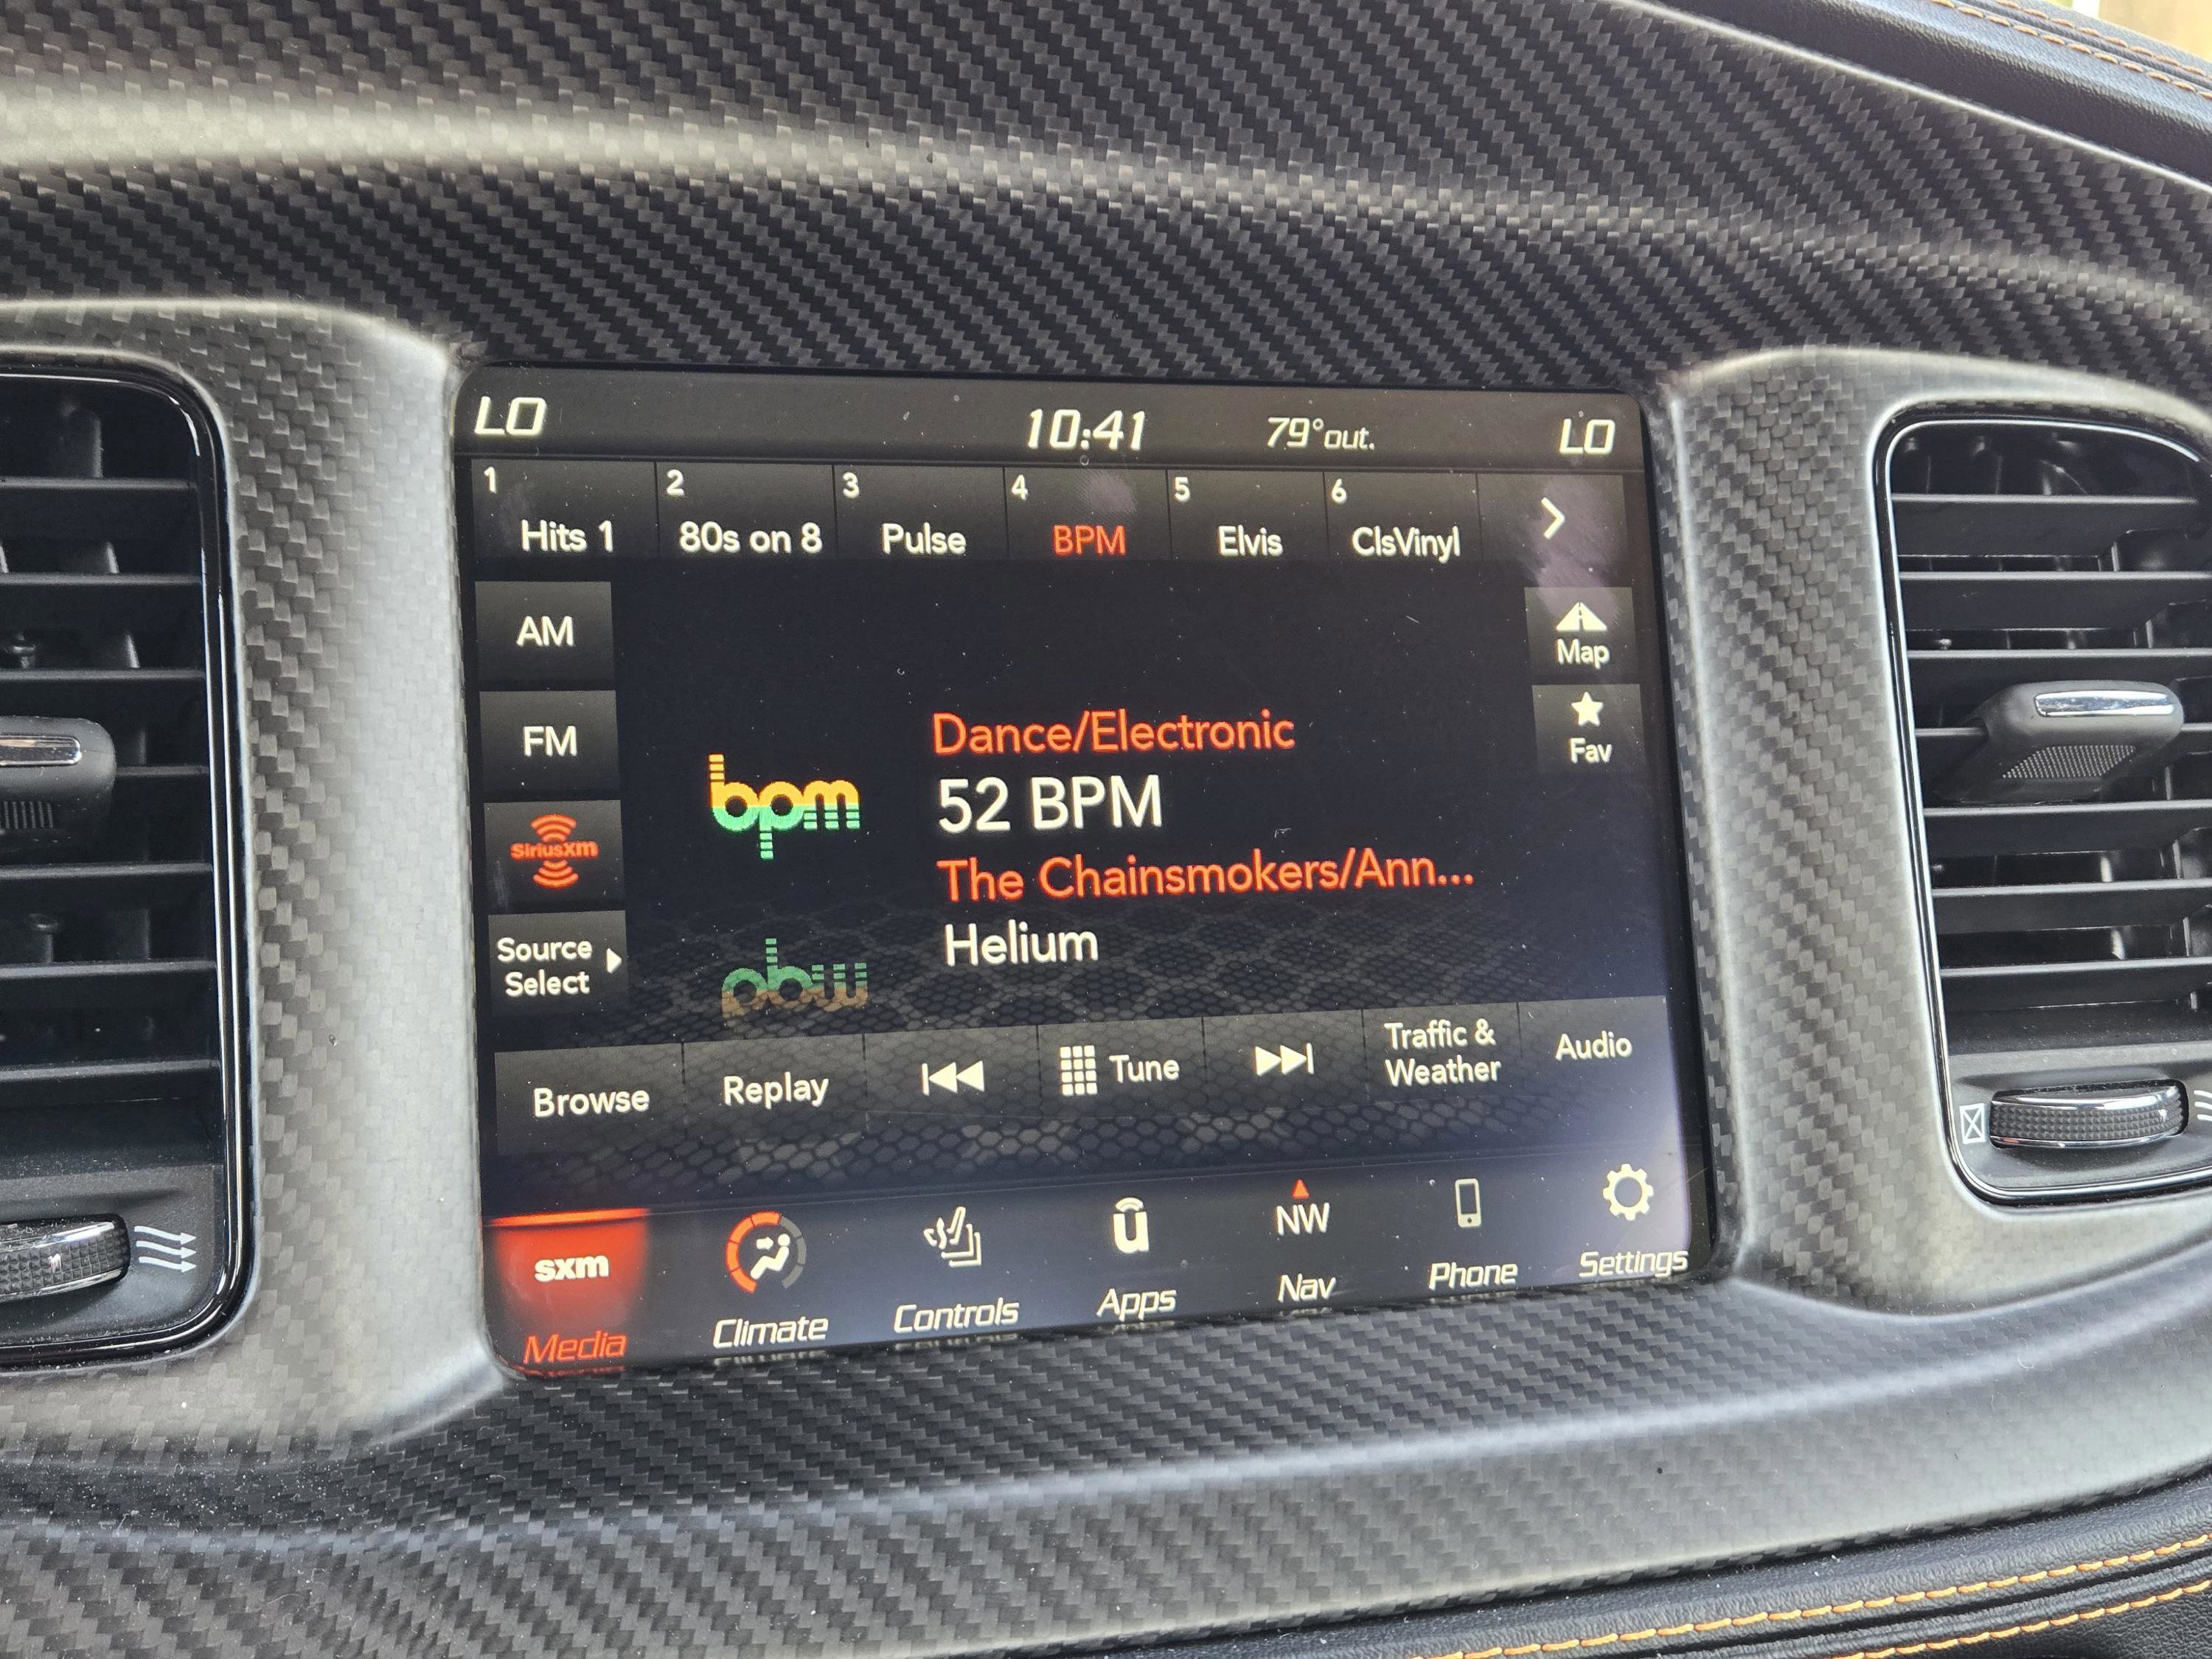 LO 10:41 79°out. LO
1 2 3 4 5 6
Hits 1 80s on 8 Pulse BPM Elvis ClsVinyl
AM
Map
FM
Fav
SiriusXM
Source
Select
bpm
Dance/Electronic
52 BPM
The Chainsmokers/Ann...
Helium
Browse Replay Tune Traffic &
Weather Audio
sxm
Media
Climate
Controls
u
Apps
NW
Nav
Phone
Settings